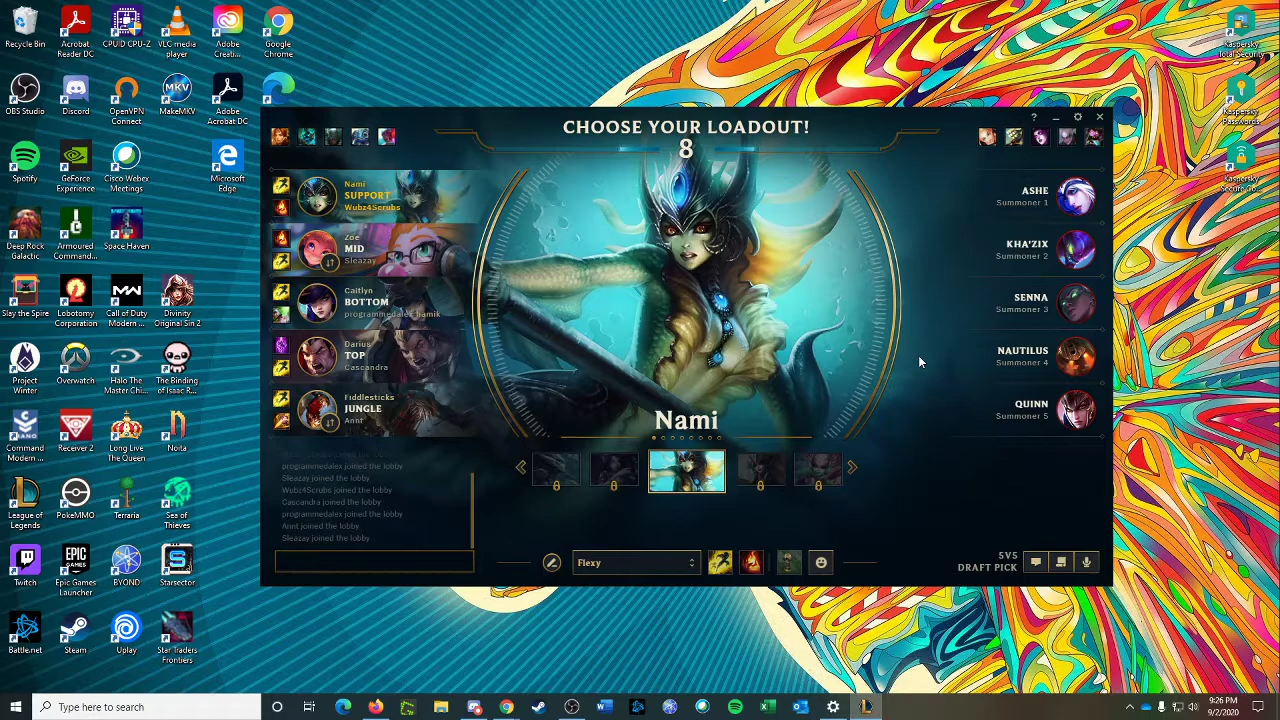 Recycle Bin
Acrobat
Reader DC
CPUID CPU-Z
VLC media
player
Adobe
Creati...
Google
Chrome
OBS Studio
Discord
OpenVPN
Connect
MakeMKV
Adobe
Acrobat DC
Spotify
GeForce
Experience
Cisco Webex
Meetings
Microsoft
Edge
Deep Rock
Galactic
Armoured
Command...
Space Haven
Slay the Spire
Lobotomy
Corporation
Call of Duty
Modern ...
Divinity
Original Sin 2
Project
Winter
Overwatch
Halo The
Master Chi...
The Binding
of Isaac R...
Command
Modern ...
Receiver 2
Long Live
The Queen
Noita
League of
Legends
PokeMMO
Terraria
Sea of
Thieves
Twitch
Epic Games
Launcher
BYOND
Starsector
Battle.net
Steam
Uplay
Star Traders
Frontiers
Kaspersky
Total Security
Kaspersky
Passwords
Kaspersky
Secure Co...
CHOOSE YOUR LOADOUT!
8
Nami
SUPPORT
Wubz4Scrubs
Zoe
MID
Sleazay
Caitlyn
BOTTOM
Darius
TOP
Cascandra
Fiddlesticks
JUNGLE
Annt
ASHE
Summoner 1
KHA'ZIX
Summoner 2
SENNA
Summoner 3
NAUTILUS
Summoner 4
QUINN
Summoner 5
Nami
programmedalex joined the lobby
Sleazay joined the lobby
Wubz4Scrubs joined the lobby
Cascandra joined the lobby
programmedalex joined the lobby
Annt joined the lobby
Sleazay joined the lobby
Flexy
5V5
DRAFT PICK
Type here to search
9:26 PM
9/2/2020